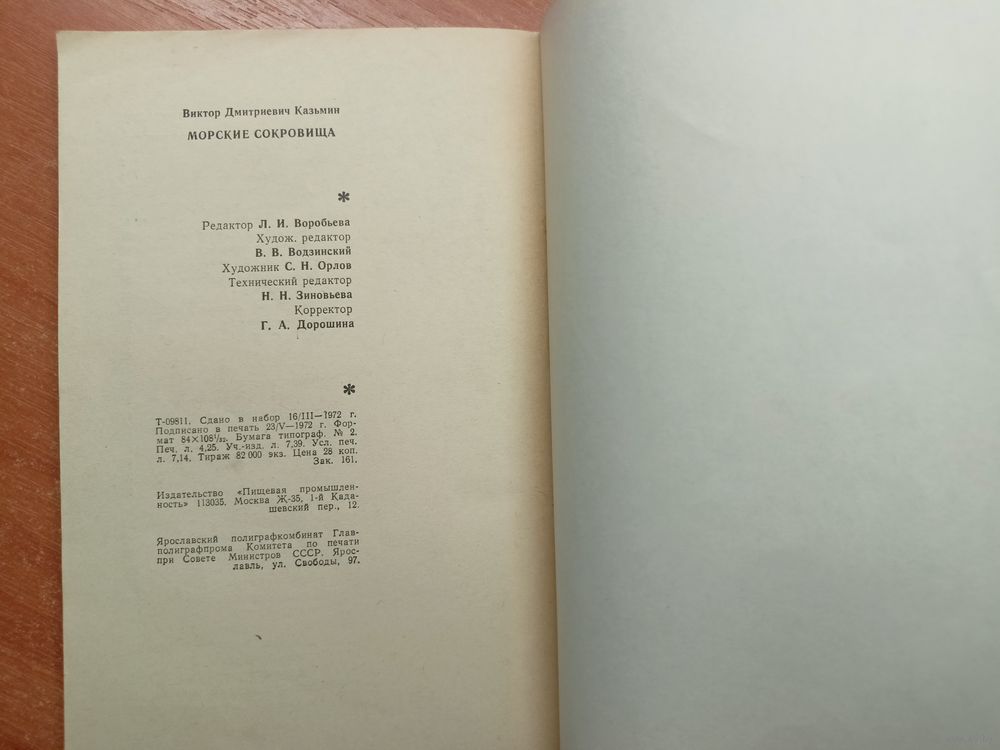 Виктор Дмитриевич Казьмин
МОРСКИЕ СОКРОВИЩА
*
Редактор Л. И. Воробьева
Худож. редактор
В. В. Водзинский
Художник С. Н. Орлов
Технический редактор
Н. Н. Зиновьева
Корректор
Г. А. Дорошина
*
Т-09811. Сдано в набор 16/III—1972 г.
Подписано в печать 23/V—1972 г. Фор-
мат 84×108¹/₃₂. Бумага типограф. № 2.
Печ. л. 4,25. Уч.-изд. л. 7,39. Усл. печ.
л. 7,14. Тираж 82 000 экз. Цена 28 коп.
Зак. 161.
Издательство «Пищевая промышлен-
ность» 113035. Москва Ж-35, 1-й Када-
шевский пер., 12.
Ярославский полиграфкомбинат Глав-
полиграфпрома Комитета по печати
при Совете Министров СССР. Ярос-
лавль, ул. Свободы, 97.